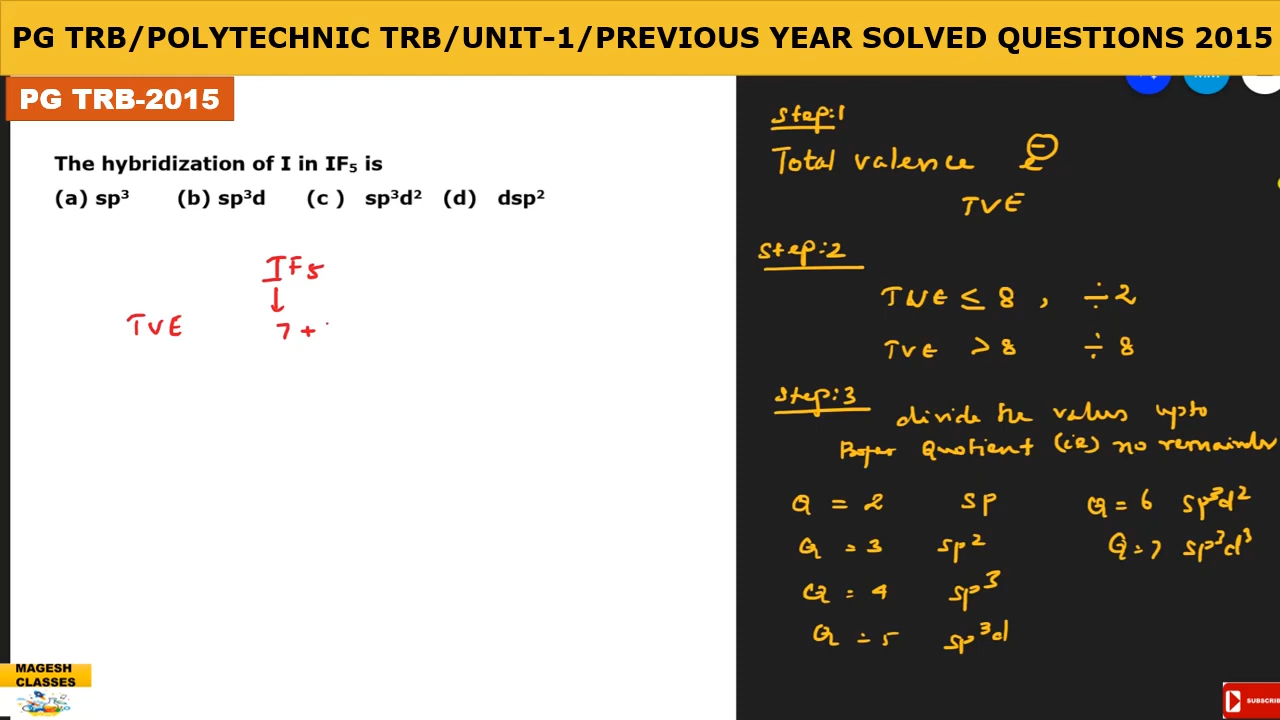 PG TRB/POLYTECHNIC TRB/UNIT-1/PREVIOUS YEAR SOLVED QUESTIONS 2015
PG TRB-2015
The hybridization of I in IF₅ is
(a) sp³ (b) sp³d (c ) sp³d² (d) dsp²
IF5
↓
TVE 7 +
Step:1
Total valence e⊖
TVE
Step:2
TVE ≤ 8 , ÷ 2
TVE > 8 ÷ 8
Step:3
divide the values upto
Quotient (ie) no remainder
Q = 2 sp Q = 6 sp³d²
Q = 3 sp² Q = 7 sp³d³
Q = 4 sp³
Q = 5 sp³d
MAGESH
CLASSES
SUBSCRIBE